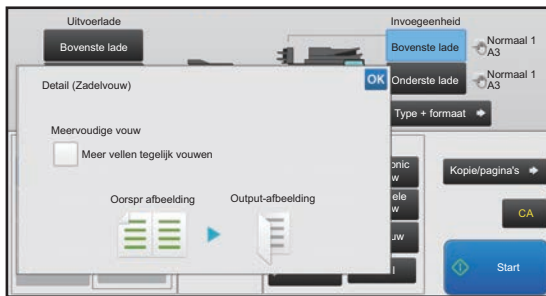 Uitvoerlade
Invoegeenheid
Bovenste lade
Bovenste lade
Normaal 1
A3
Detail (Zadelvouw)
OK
Onderste lade
Normaal 1
A3
Type + formaat
Meervoudige vouw
Meer vellen tegelijk vouwen
Kopie/pagina's
Oorspr afbeelding
Output-afbeelding
CA
Start